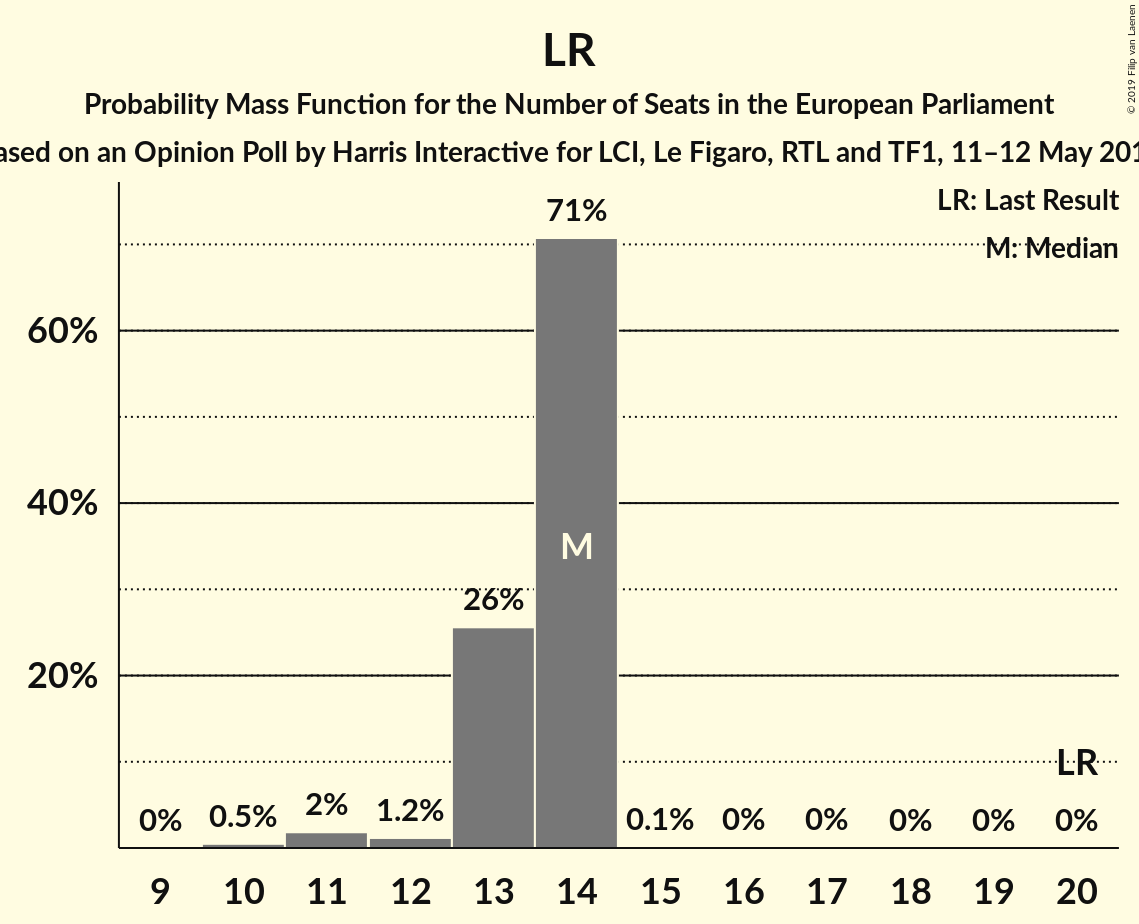 LR
Probability Mass Function for the Number of Seats in the European Parliament
ased on an Opinion Poll by Harris Interactive for LCI, Le Figaro, RTL and TF1, 11–12 May 201
© 2019 Filip van Laenen
LR: Last Result
M: Median
71%
60%
40%
M
26%
20%
LR
0% 0.5% 2% 1.2% 0.1% 0% 0% 0% 0% 0%
9 10 11 12 13 14 15 16 17 18 19 20